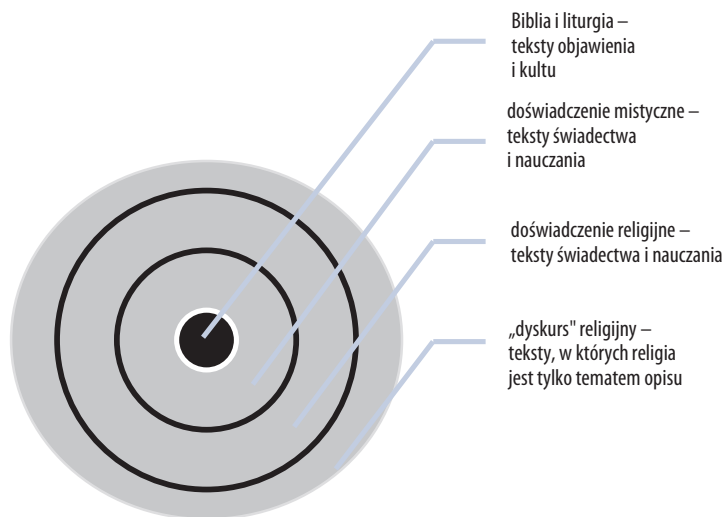 Biblia i liturgia –
teksty objawienia
i kultu
doświadczenie mistyczne –
teksty świadectwa
i nauczania
doświadczenie religijne –
teksty świadectwa i nauczania
„dyskurs" religijny –
teksty, w których religia
jest tylko tematem opisu